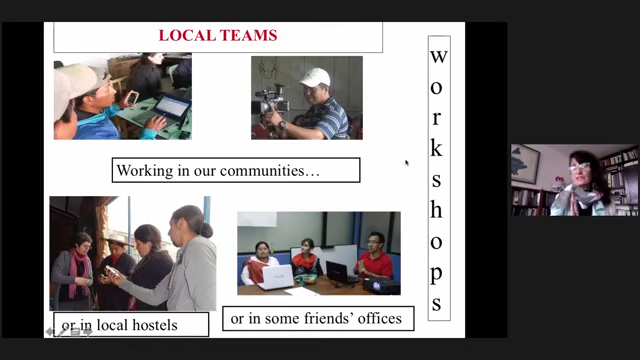 LOCAL TEAMS
workshops
Working in our communities…
or in local hostels
or in some friends’ offices